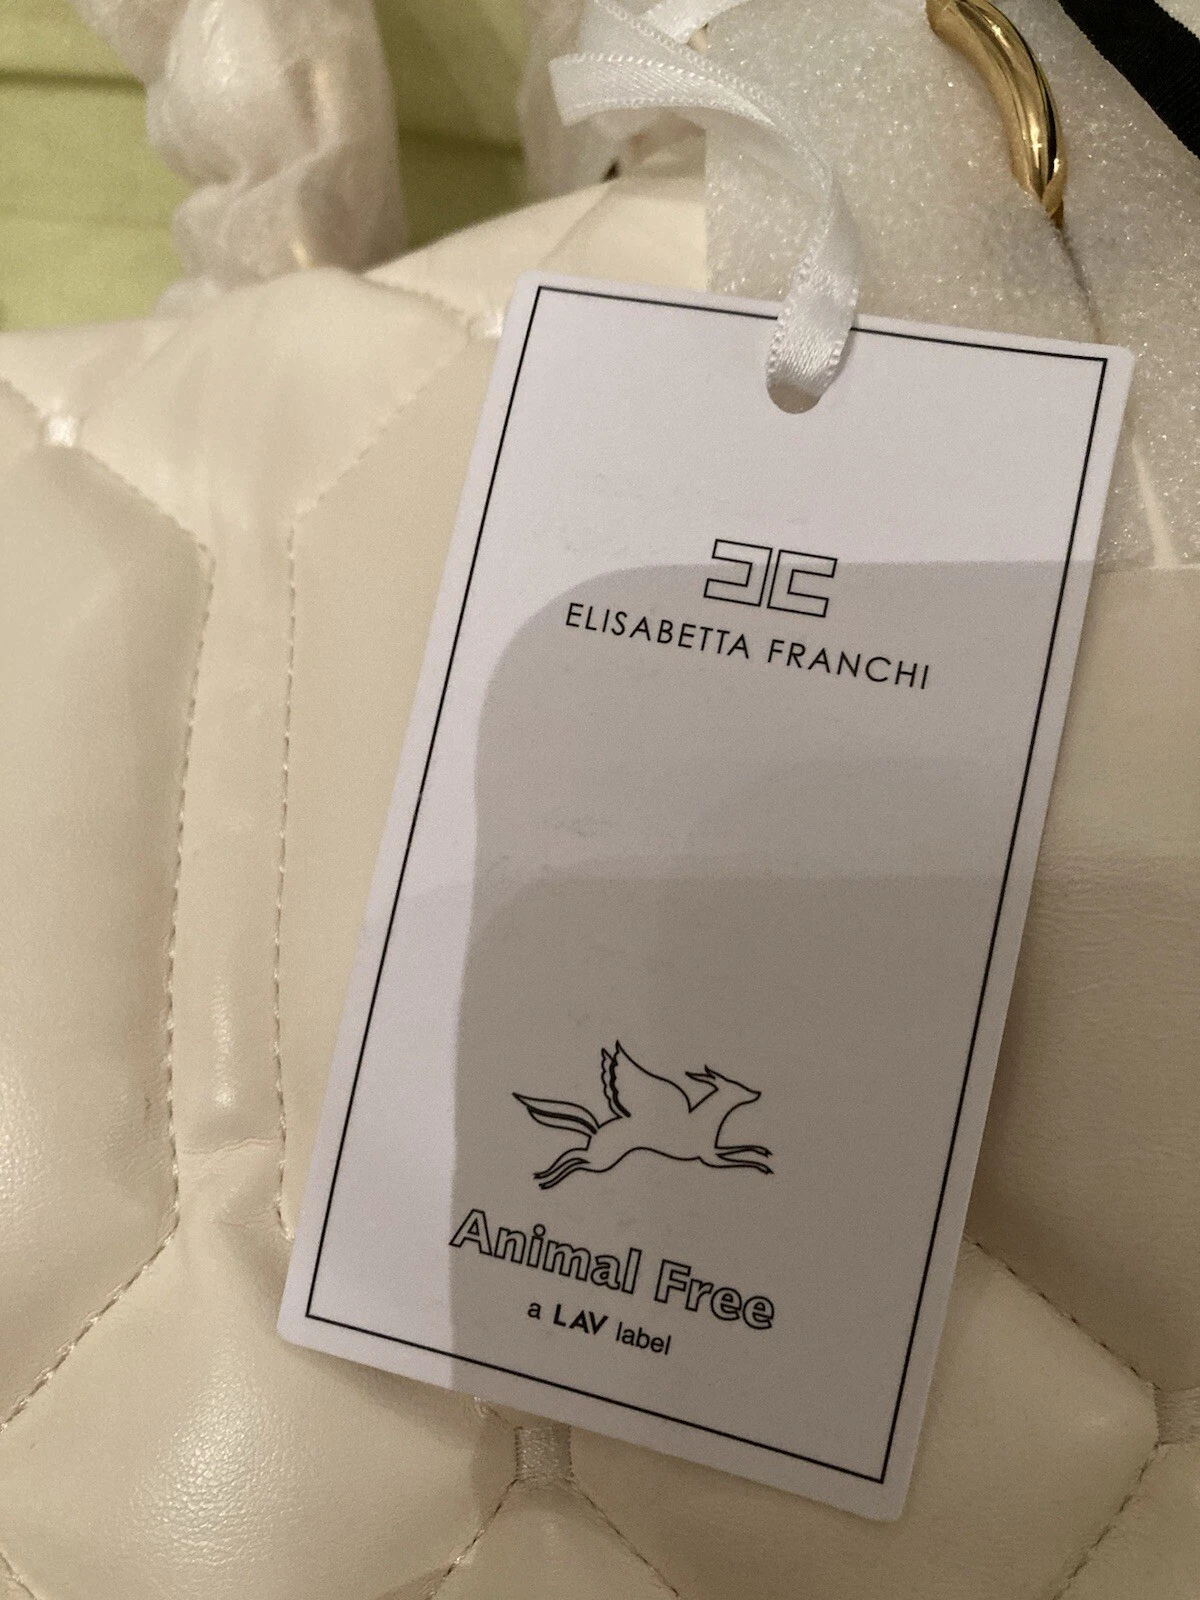 ELISABETTA FRANCHI
Animal Free
a LAV label